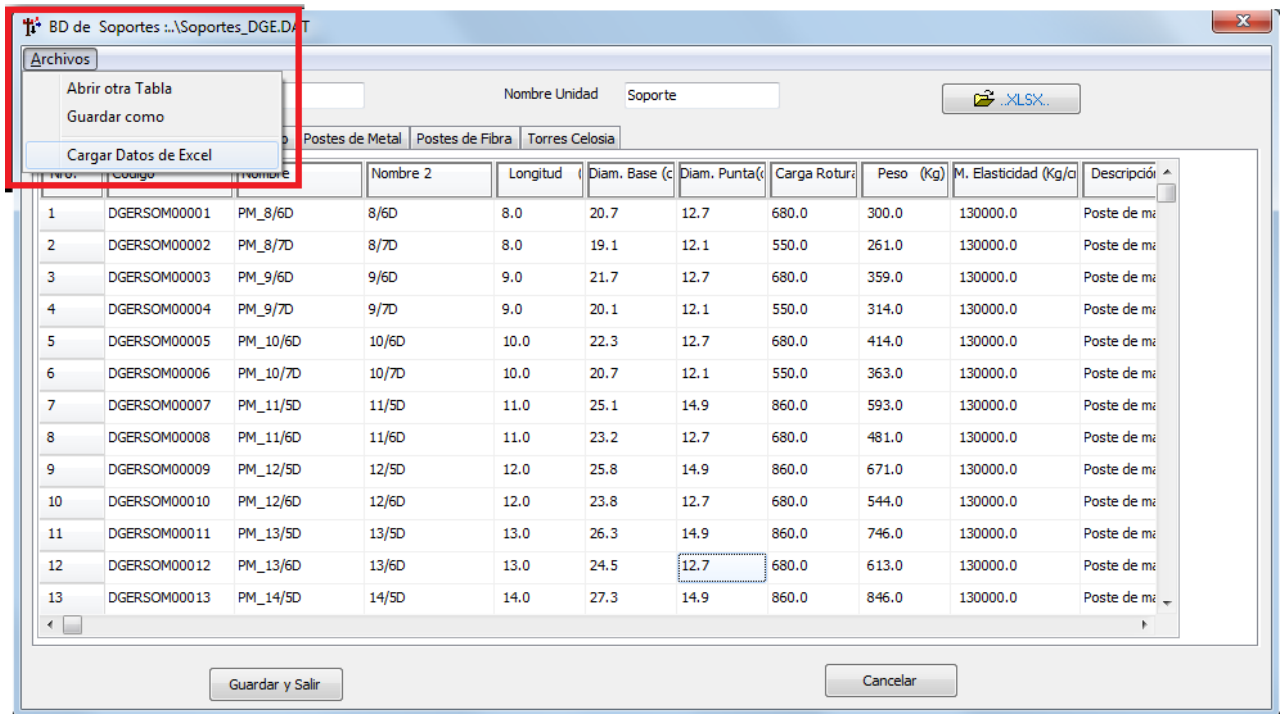 BD de Soportes :..\Soportes_DGE.DAT
Archivos
Abrir otra Tabla
Guardar como
Cargar Datos de Excel
Nombre Unidad Soporte ..XLSX..
Postes de Metal Postes de Fibra Torres Celosia
Nro. Codigo Nombre Nombre 2 Longitud ( Diam. Base (c Diam. Punta(c Carga Rotura Peso (Kg) M. Elasticidad (Kg/c Descripción
1 DGERSOM00001 PM_8/6D 8/6D 8.0 20.7 12.7 680.0 300.0 130000.0 Poste de ma
2 DGERSOM00002 PM_8/7D 8/7D 8.0 19.1 12.1 550.0 261.0 130000.0 Poste de ma
3 DGERSOM00003 PM_9/6D 9/6D 9.0 21.7 12.7 680.0 359.0 130000.0 Poste de ma
4 DGERSOM00004 PM_9/7D 9/7D 9.0 20.1 12.1 550.0 314.0 130000.0 Poste de ma
5 DGERSOM00005 PM_10/6D 10/6D 10.0 22.3 12.7 680.0 414.0 130000.0 Poste de ma
6 DGERSOM00006 PM_10/7D 10/7D 10.0 20.7 12.1 550.0 363.0 130000.0 Poste de ma
7 DGERSOM00007 PM_11/5D 11/5D 11.0 25.1 14.9 860.0 593.0 130000.0 Poste de ma
8 DGERSOM00008 PM_11/6D 11/6D 11.0 23.2 12.7 680.0 481.0 130000.0 Poste de ma
9 DGERSOM00009 PM_12/5D 12/5D 12.0 25.8 14.9 860.0 671.0 130000.0 Poste de ma
10 DGERSOM00010 PM_12/6D 12/6D 12.0 23.8 12.7 680.0 544.0 130000.0 Poste de ma
11 DGERSOM00011 PM_13/5D 13/5D 13.0 26.3 14.9 860.0 746.0 130000.0 Poste de ma
12 DGERSOM00012 PM_13/6D 13/6D 13.0 24.5 12.7 680.0 613.0 130000.0 Poste de ma
13 DGERSOM00013 PM_14/5D 14/5D 14.0 27.3 14.9 860.0 846.0 130000.0 Poste de ma
Guardar y Salir Cancelar